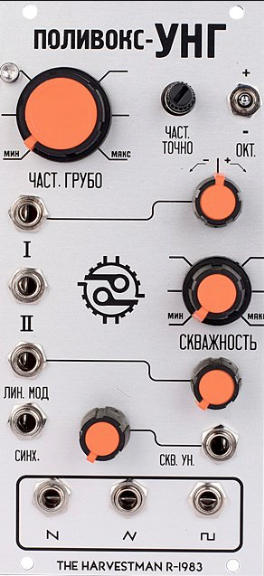 ПОЛИВОКС-УНГ
+
ЧАСТ. ТОЧНО
-
ОКТ.
МИН
МАКС
ЧАСТ. ГРУБО
- +
I
II
МИН
МАКС
СКВАЖНОСТЬ
ЛИН. МОД
СИНХ.
СКВ. УН.
THE HARVESTMAN R-1983